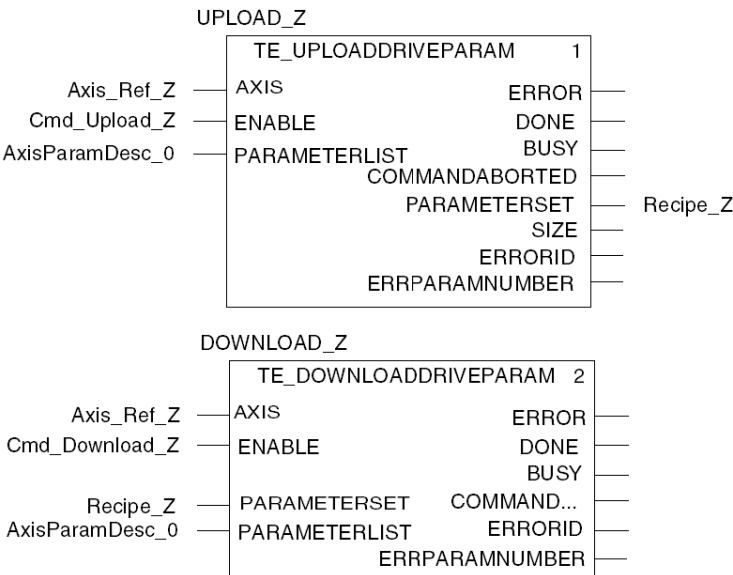 UPLOAD_Z
TE_UPLOADDRIVEPARAM 1
Axis_Ref_Z AXIS ERROR
Cmd_Upload_Z ENABLE DONE
AxisParamDesc_0 PARAMETERLIST BUSY
COMMANDABORTED
PARAMETERSET Recipe_Z
SIZE
ERRORID
ERRPARAMNUMBER
DOWNLOAD_Z
TE_DOWNLOADDRIVEPARAM 2
Axis_Ref_Z AXIS ERROR
Cmd_Download_Z ENABLE DONE
BUSY
Recipe_Z PARAMETERSET COMMAND...
AxisParamDesc_0 PARAMETERLIST ERRORID
ERRPARAMNUMBER